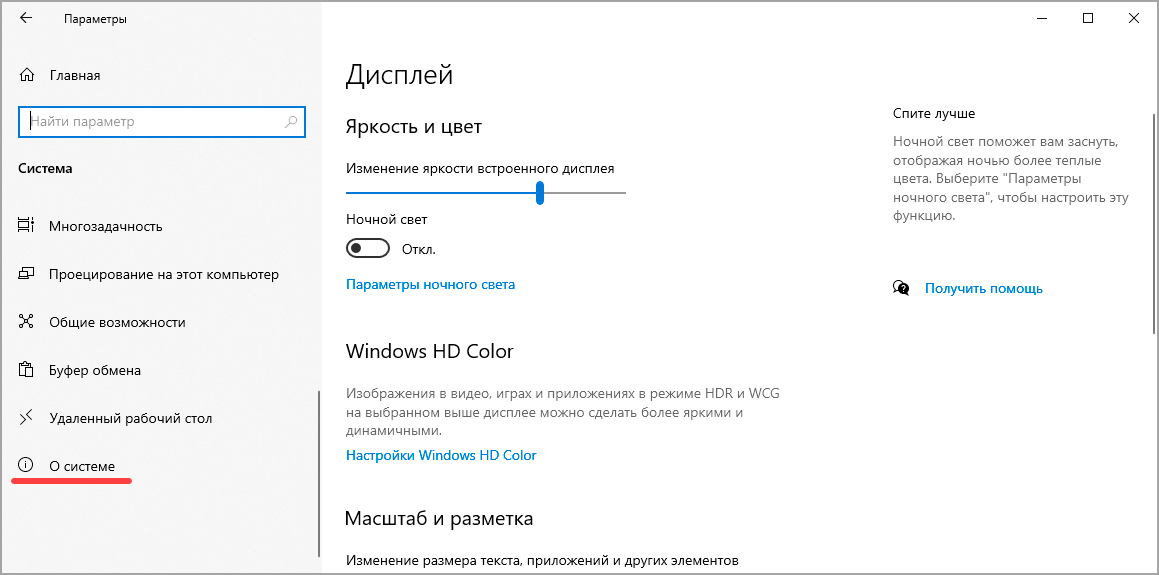 Параметры
Главная
Найти параметр
Система
Многозадачность
Проецирование на этот компьютер
Общие возможности
Буфер обмена
Удаленный рабочий стол
О системе
Дисплей
Яркость и цвет
Изменение яркости встроенного дисплея
Ночной свет
Откл.
Параметры ночного света
Windows HD Color
Изображения в видео, играх и приложениях в режиме HDR и WCG
на выбранном выше дисплее можно сделать более яркими и
динамичными.
Настройки Windows HD Color
Масштаб и разметка
Изменение размера текста, приложений и других элементов
Спите лучше
Ночной свет поможет вам заснуть,
отображая ночью более теплые
цвета. Выберите "Параметры
ночного света", чтобы настроить эту
функцию.
Получить помощь